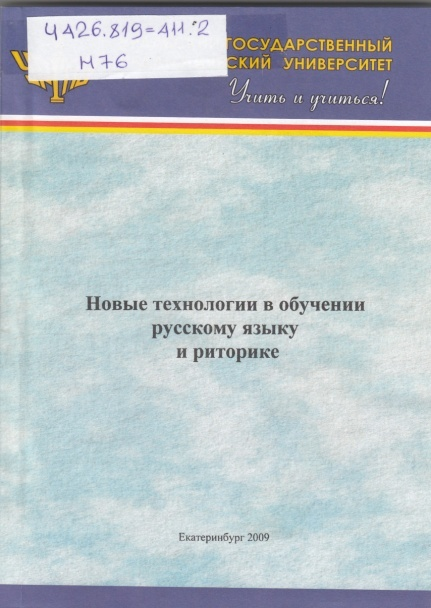 Ч426.819=411.2
Н76
ГОСУДАРСТВЕННЫЙ
СКИЙ УНИВЕРСИТЕТ
Учить и учиться!
Новые технологии в обучении
русскому языку
и риторике
Екатеринбург 2009